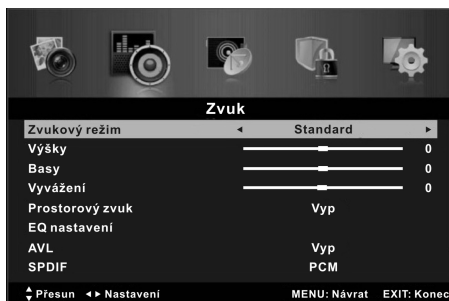 Zvuk
Zvukový režim Standard
Výšky 0
Basy 0
Vyvážení 0
Prostorový zvuk Vyp
EQ nastavení
AVL Vyp
SPDIF PCM
Přesun Nastavení MENU: Návrat EXIT: Konec